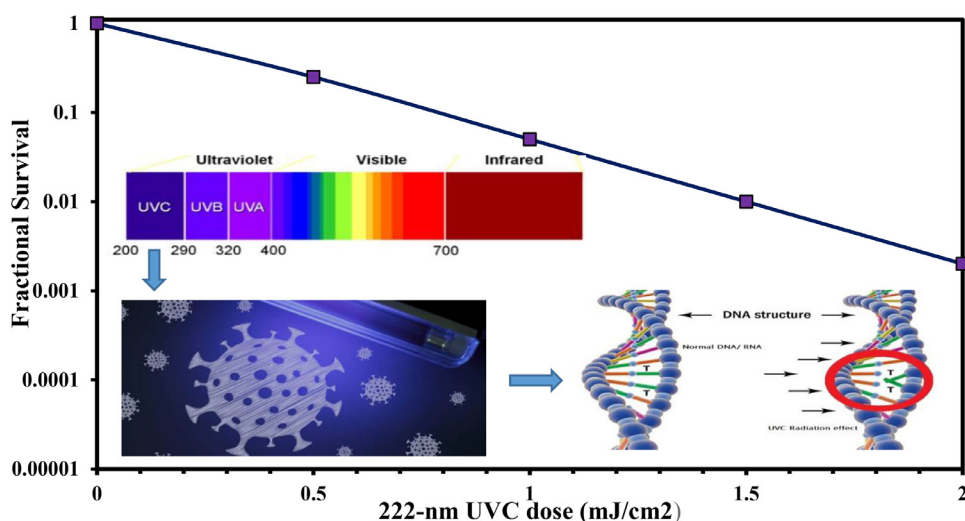 1
0.1
0.01
0.001
0.0001
0.00001
Fractional Survival
Ultraviolet Visible Infrared
UVC UVB UVA
200 290 320 400 700
DNA structure
Normal DNA/ RNA
T
T
T
T
UVC Radiation effect
0 0.5 1 1.5 2
222-nm UVC dose (mJ/cm2)